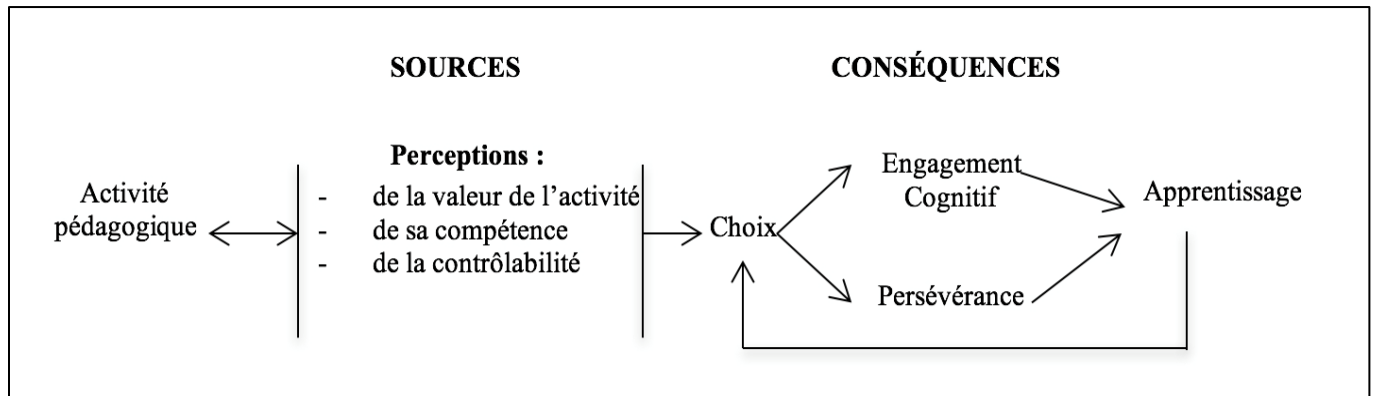 SOURCES
CONSÉQUENCES
Activité
pédagogique
Perceptions :
- de la valeur de l’activité
- de sa compétence
- de la contrôlabilité
Choix
Engagement
Cognitif
Persévérance
Apprentissage